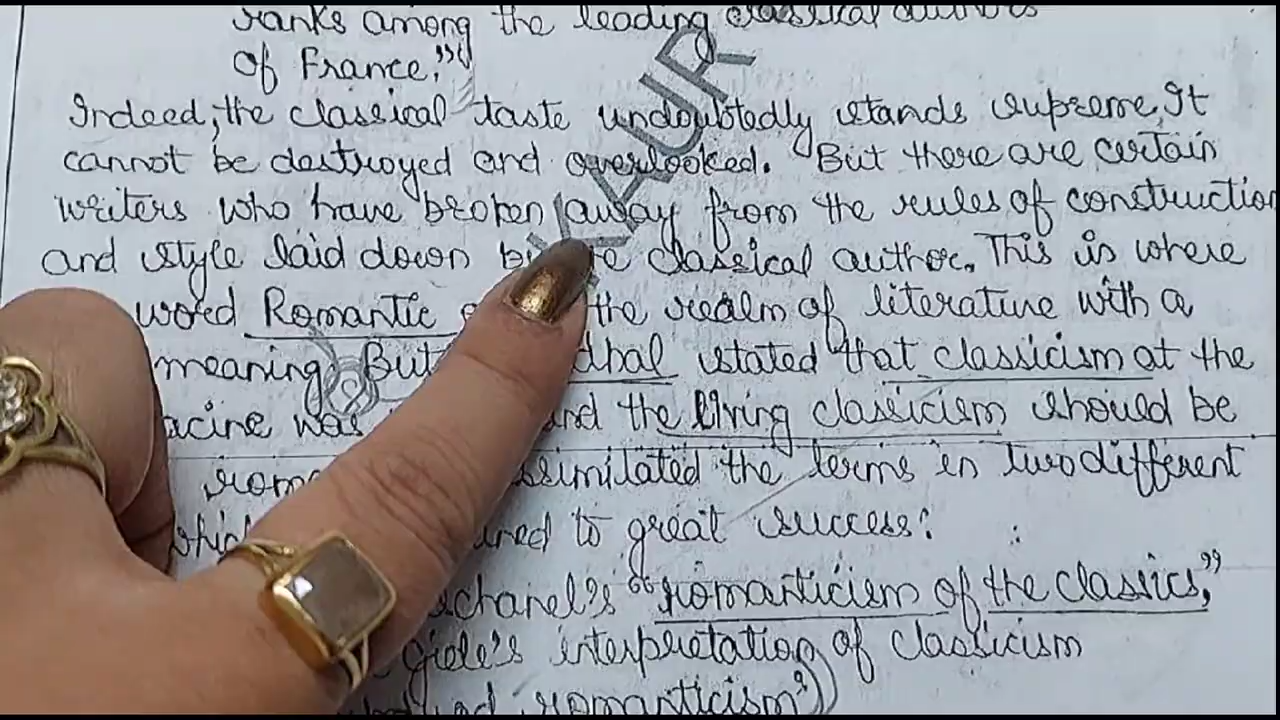 ranks among the leading classical authors
of France."
Indeed, the classical taste undoubtedly stands supreme. It
cannot be destroyed and overlooked. But there are certain
writers who have broken away from the rules of construction
and style laid down classical author. This is where
word Romantic the realm of literature with a
meaning. But stated that classicism at the
was and the living classicism should be
the terms in two different
to great success:
"romanticism of the classics,"
interpretation of classicism
romanticism"
KAUR